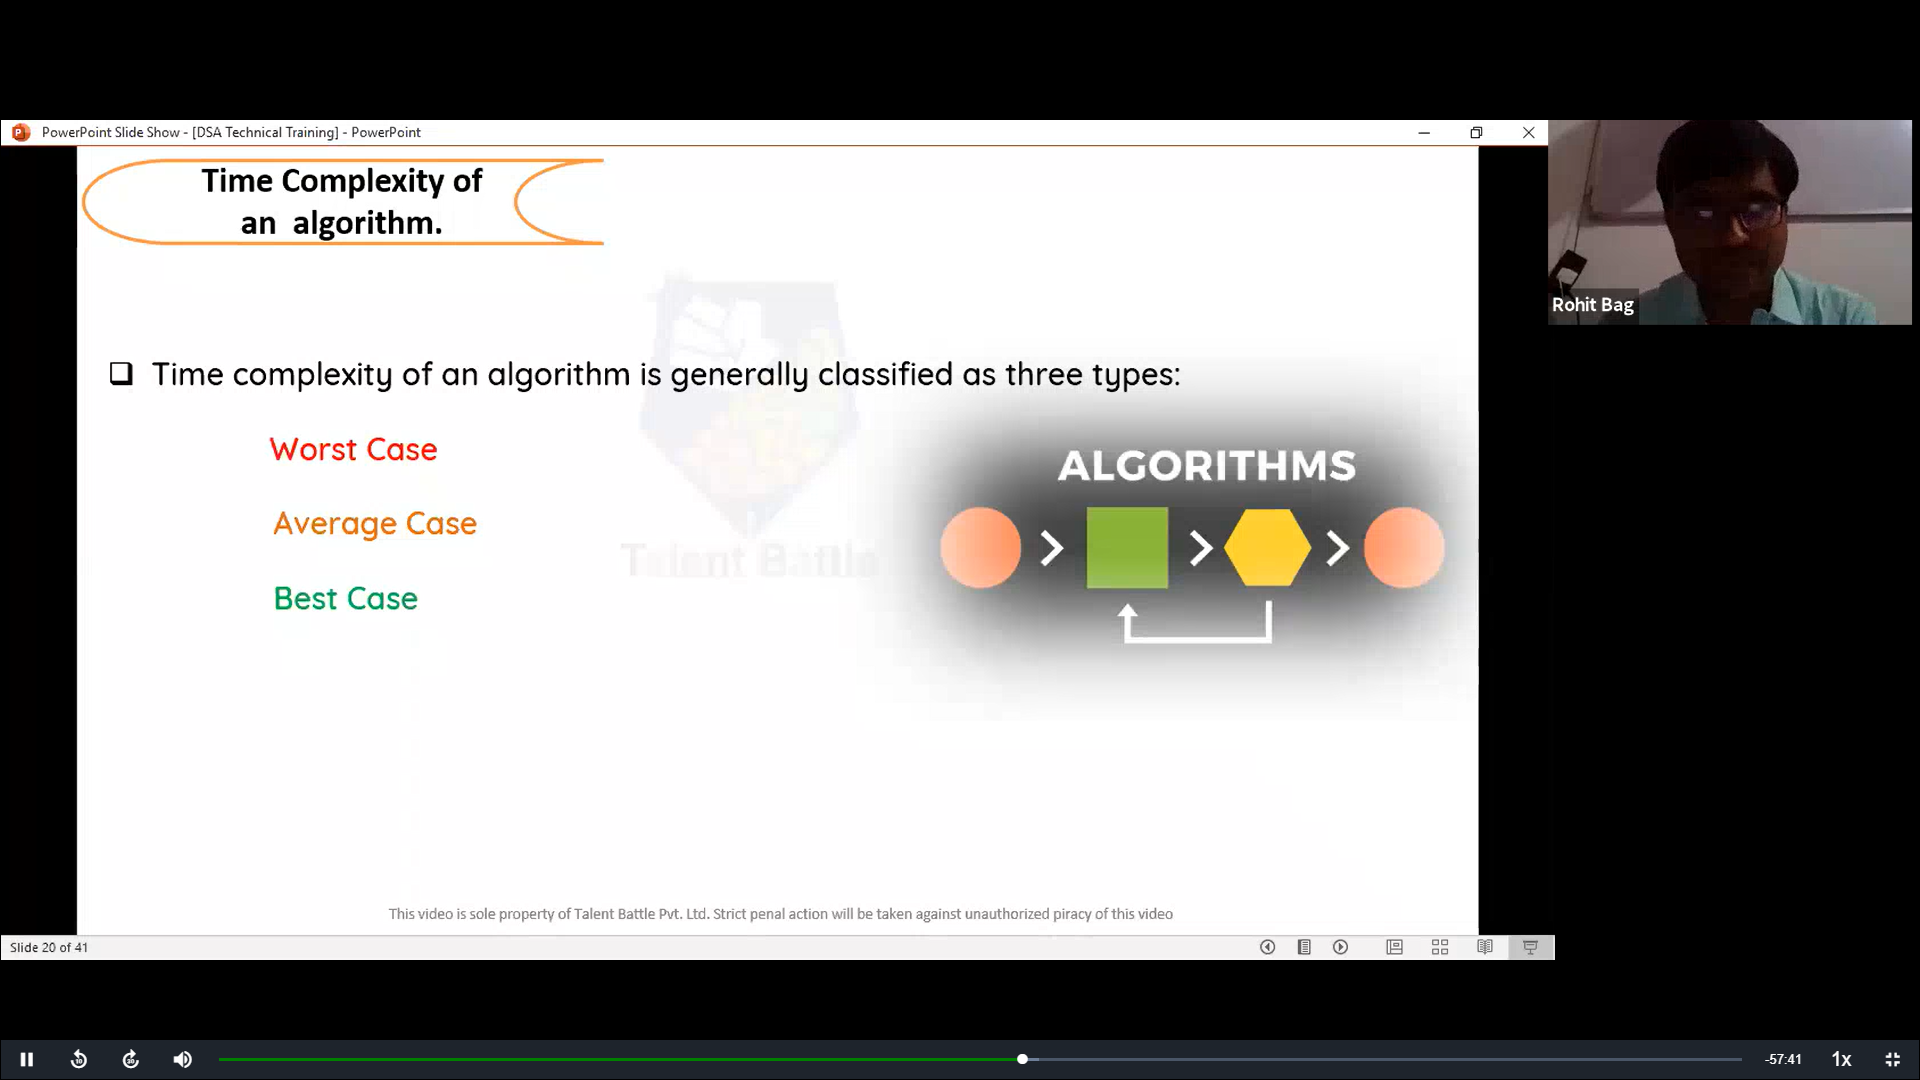 PowerPoint Slide Show - [DSA Technical Training] - PowerPoint
Time Complexity of
an algorithm.
Rohit Bag
Time complexity of an algorithm is generally classified as three types:
Worst Case
Average Case
Best Case
ALGORITHMS
Talent Battle
This video is sole property of Talent Battle Pvt. Ltd. Strict penal action will be taken against unauthorized piracy of this video
Slide 20 of 41
-57:41
1x